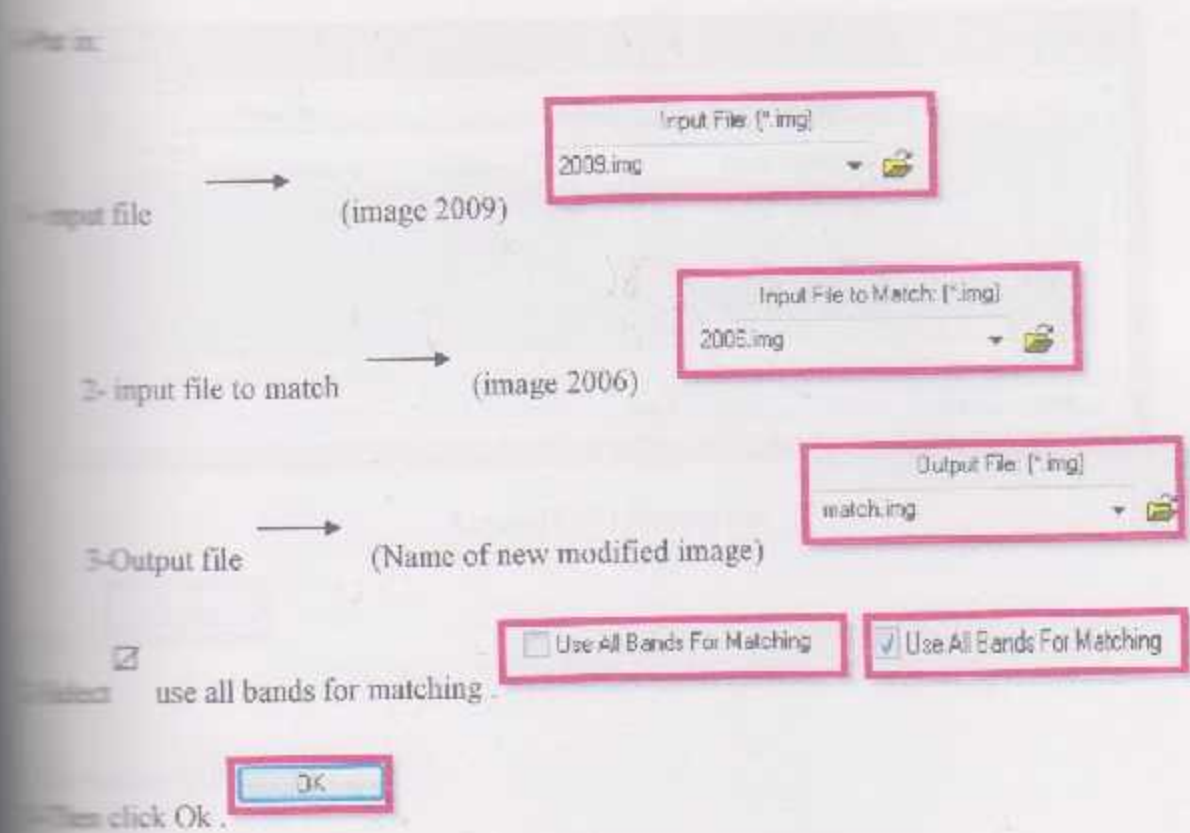 Input File: (*.img)
2009.img
input file
(image 2009)
Input File to Match: (*.img)
2006.img
2- input file to match
(image 2006)
Output File: (*.img)
match.img
3-Output file
(Name of new modified image)
Use All Bands For Matching
Use All Bands For Matching
Select
use all bands for matching .
OK
Then click Ok .